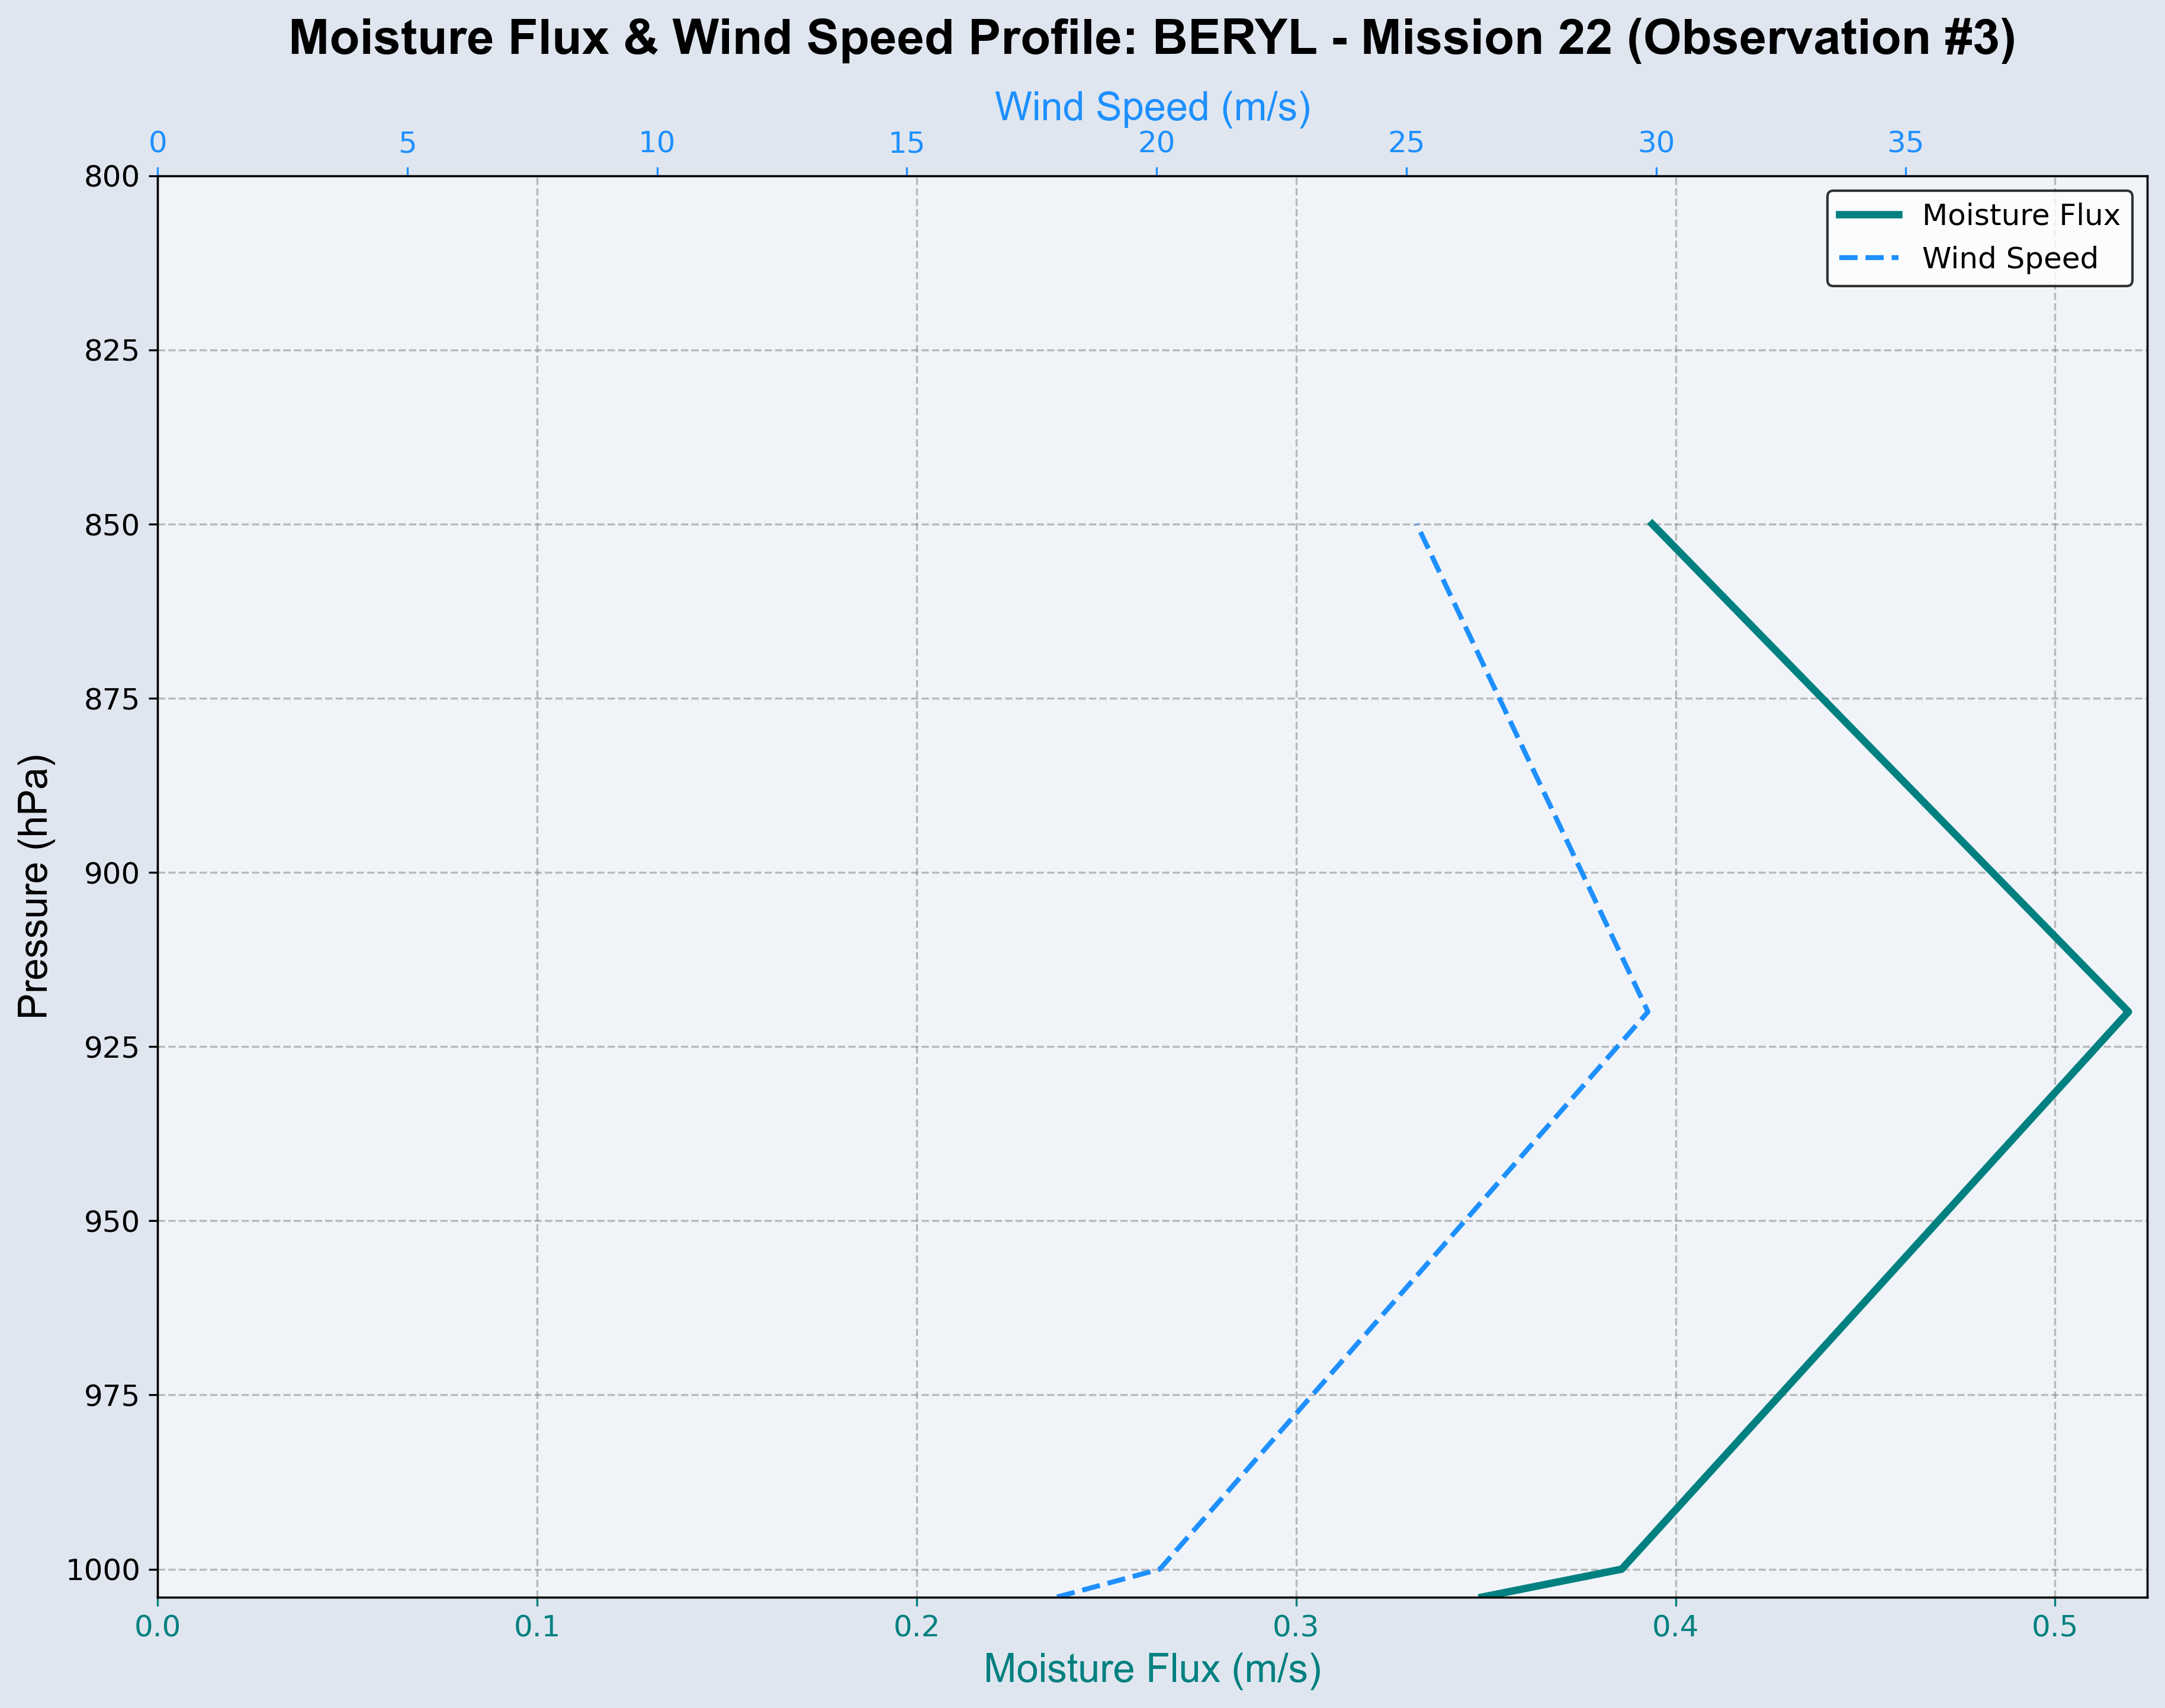 Moisture Flux & Wind Speed Profile: BERYL - Mission 22 (Observation #3)
Wind Speed (m/s)
0 5 10 15 20 25 30 35
Moisture Flux
Wind Speed
Pressure (hPa)
800
825
850
875
900
925
950
975
1000
0.0 0.1 0.2 0.3 0.4 0.5
Moisture Flux (m/s)